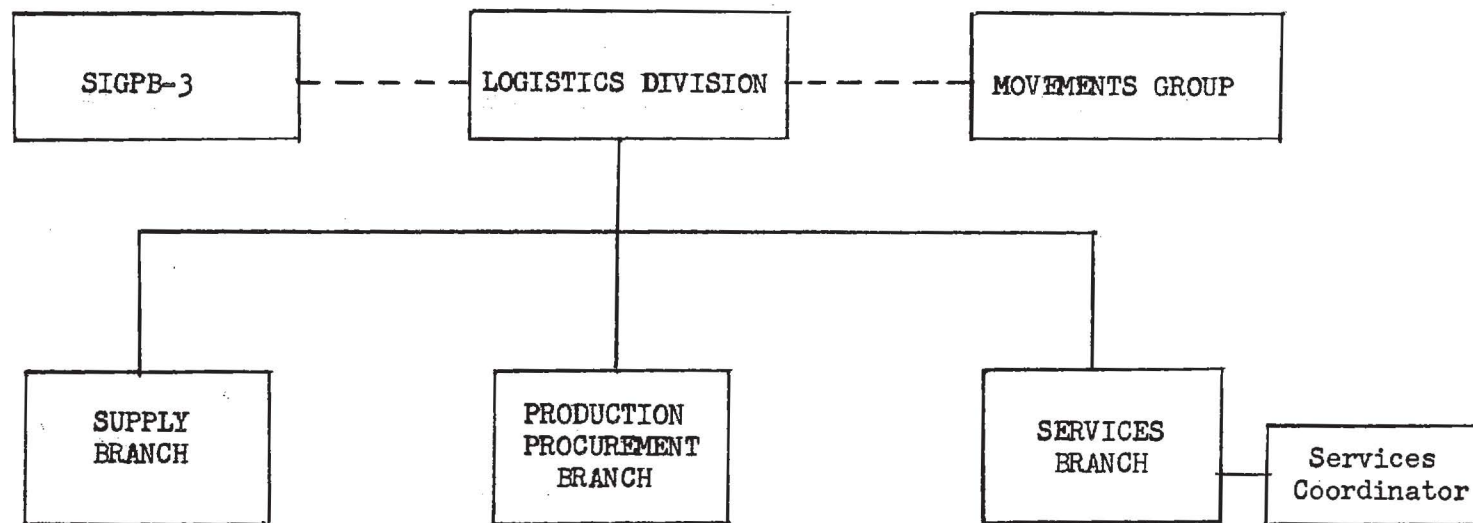 SIGPB-3
LOGISTICS DIVISION
MOVEMENTS GROUP
SUPPLY
BRANCH
PRODUCTION
PROCUREMENT
BRANCH
SERVICES
BRANCH
Services
Coordinator